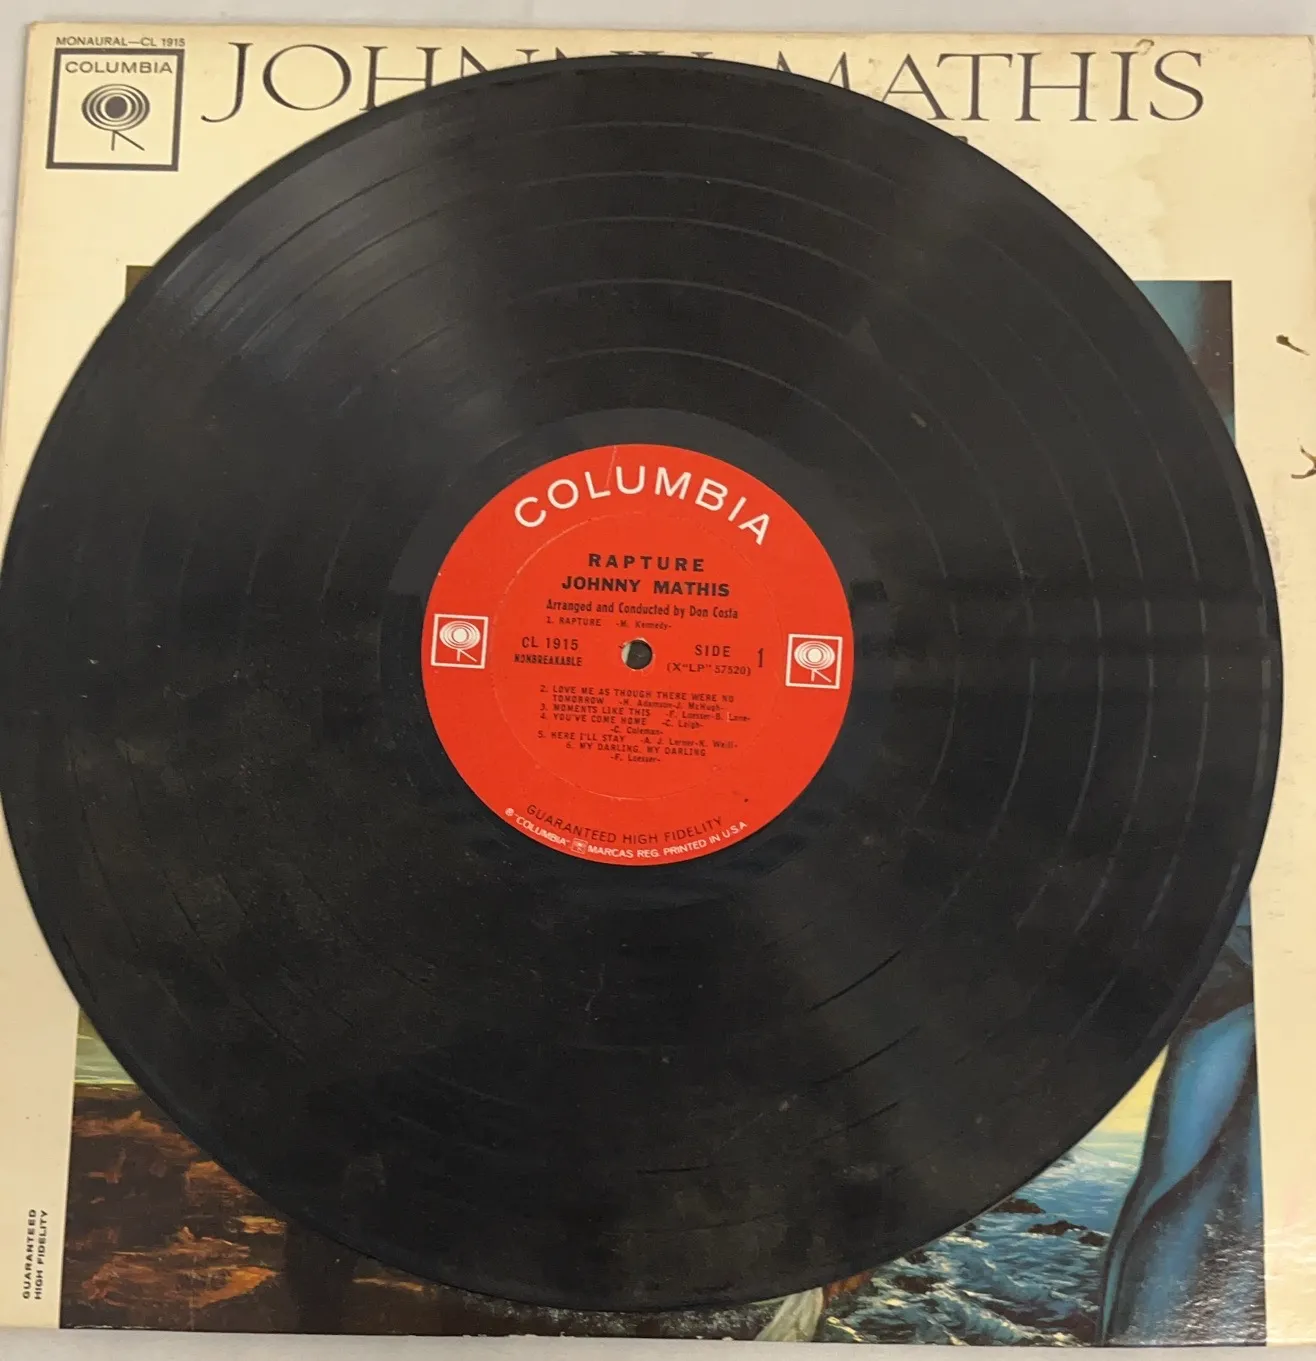 MONAURAL—CL 1915
COLUMBIA
JOHNNY MATHIS
COLUMBIA
RAPTURE
JOHNNY MATHIS
Arranged and Conducted by Don Costa
1. RAPTURE -M. Kennedy-
CL 1915
NONBREAKABLE
SIDE 1
(X"LP" 57520)
2. LOVE ME AS THOUGH THERE WERE NO
TOMORROW -H. Adamson-J. McHugh-
3. MOMENTS LIKE THIS -F. Loesser-B. Lane-
4. YOU'VE COME HOME -C. Leigh-
-C. Coleman-
5. HERE I'LL STAY -A. J. Lerner-K. Weill-
6. MY DARLING, MY DARLING
-F. Loesser-
GUARANTEED HIGH FIDELITY
® "COLUMBIA" MARCAS REG. PRINTED IN U.S.A.
GUARANTEED
HIGH FIDELITY